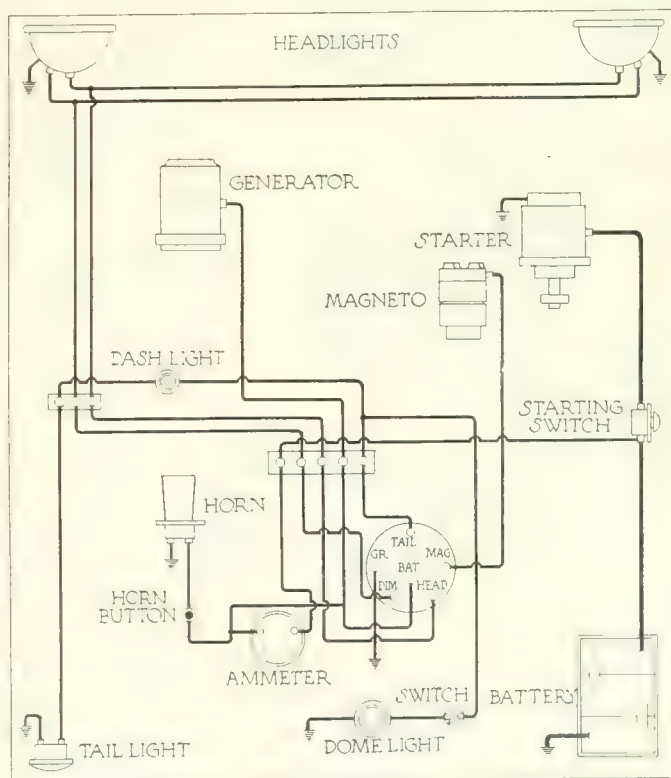 HEADLIGHTS
GENERATOR
STARTER
MAGNETO
DASH LIGHT
STARTING
SWITCH
HORN
TAIL
GR
MAG
BAT
DIM
HEAD
HORN
BUTTON
AMMETER
SWITCH
BATTERY
TAIL LIGHT
DOME LIGHT